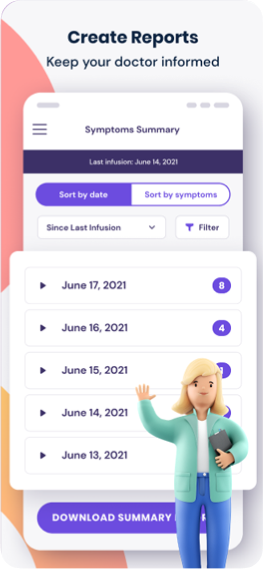 Create Reports
Keep your doctor informed
Symptoms Summary
Last infusion: June 14, 2021
Sort by date
Sort by symptoms
Since Last Infusion
Filter
June 17, 2021
8
June 16, 2021
4
June 15, 2021
June 14, 2021
June 13, 2021
DOWNLOAD SUMMARY